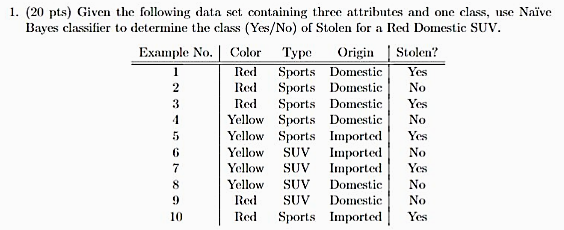 1. (20 pts) Given the following data set containing three attributes and one class, use Naïve
Bayes classifier to determine the class (Yes/No) of Stolen for a Red Domestic SUV.
Example No. Color Type Origin Stolen?
1 Red Sports Domestic Yes
2 Red Sports Domestic No
3 Red Sports Domestic Yes
4 Yellow Sports Domestic No
5 Yellow Sports Imported Yes
6 Yellow SUV Imported No
7 Yellow SUV Imported Yes
8 Yellow SUV Domestic No
9 Red SUV Domestic No
10 Red Sports Imported Yes